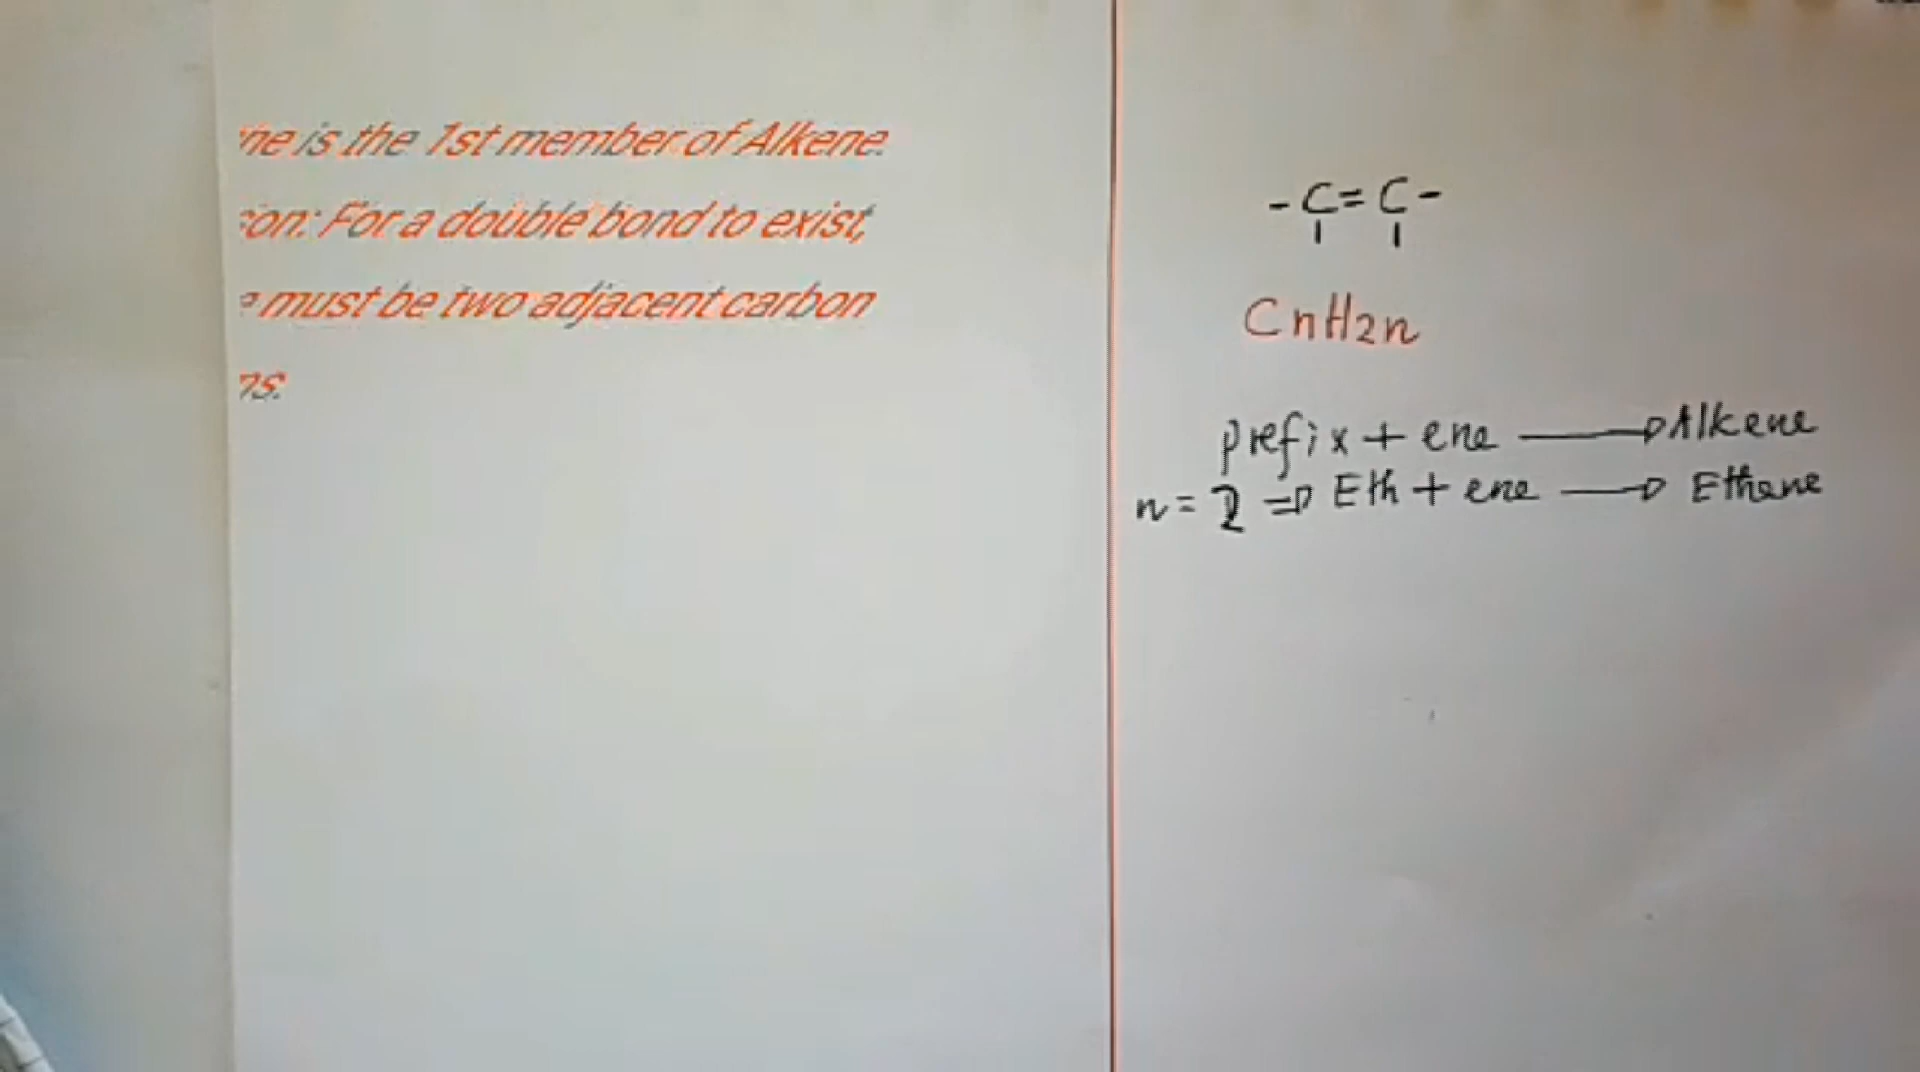 ne is the 1st member of Alkene.
on: For a double bond to exist,
e must be two adjacent carbon
ns.
- C = C -
CnH2n
prefix + ene → Alkene
n = 2 ⇒ Eth + ene → Ethene